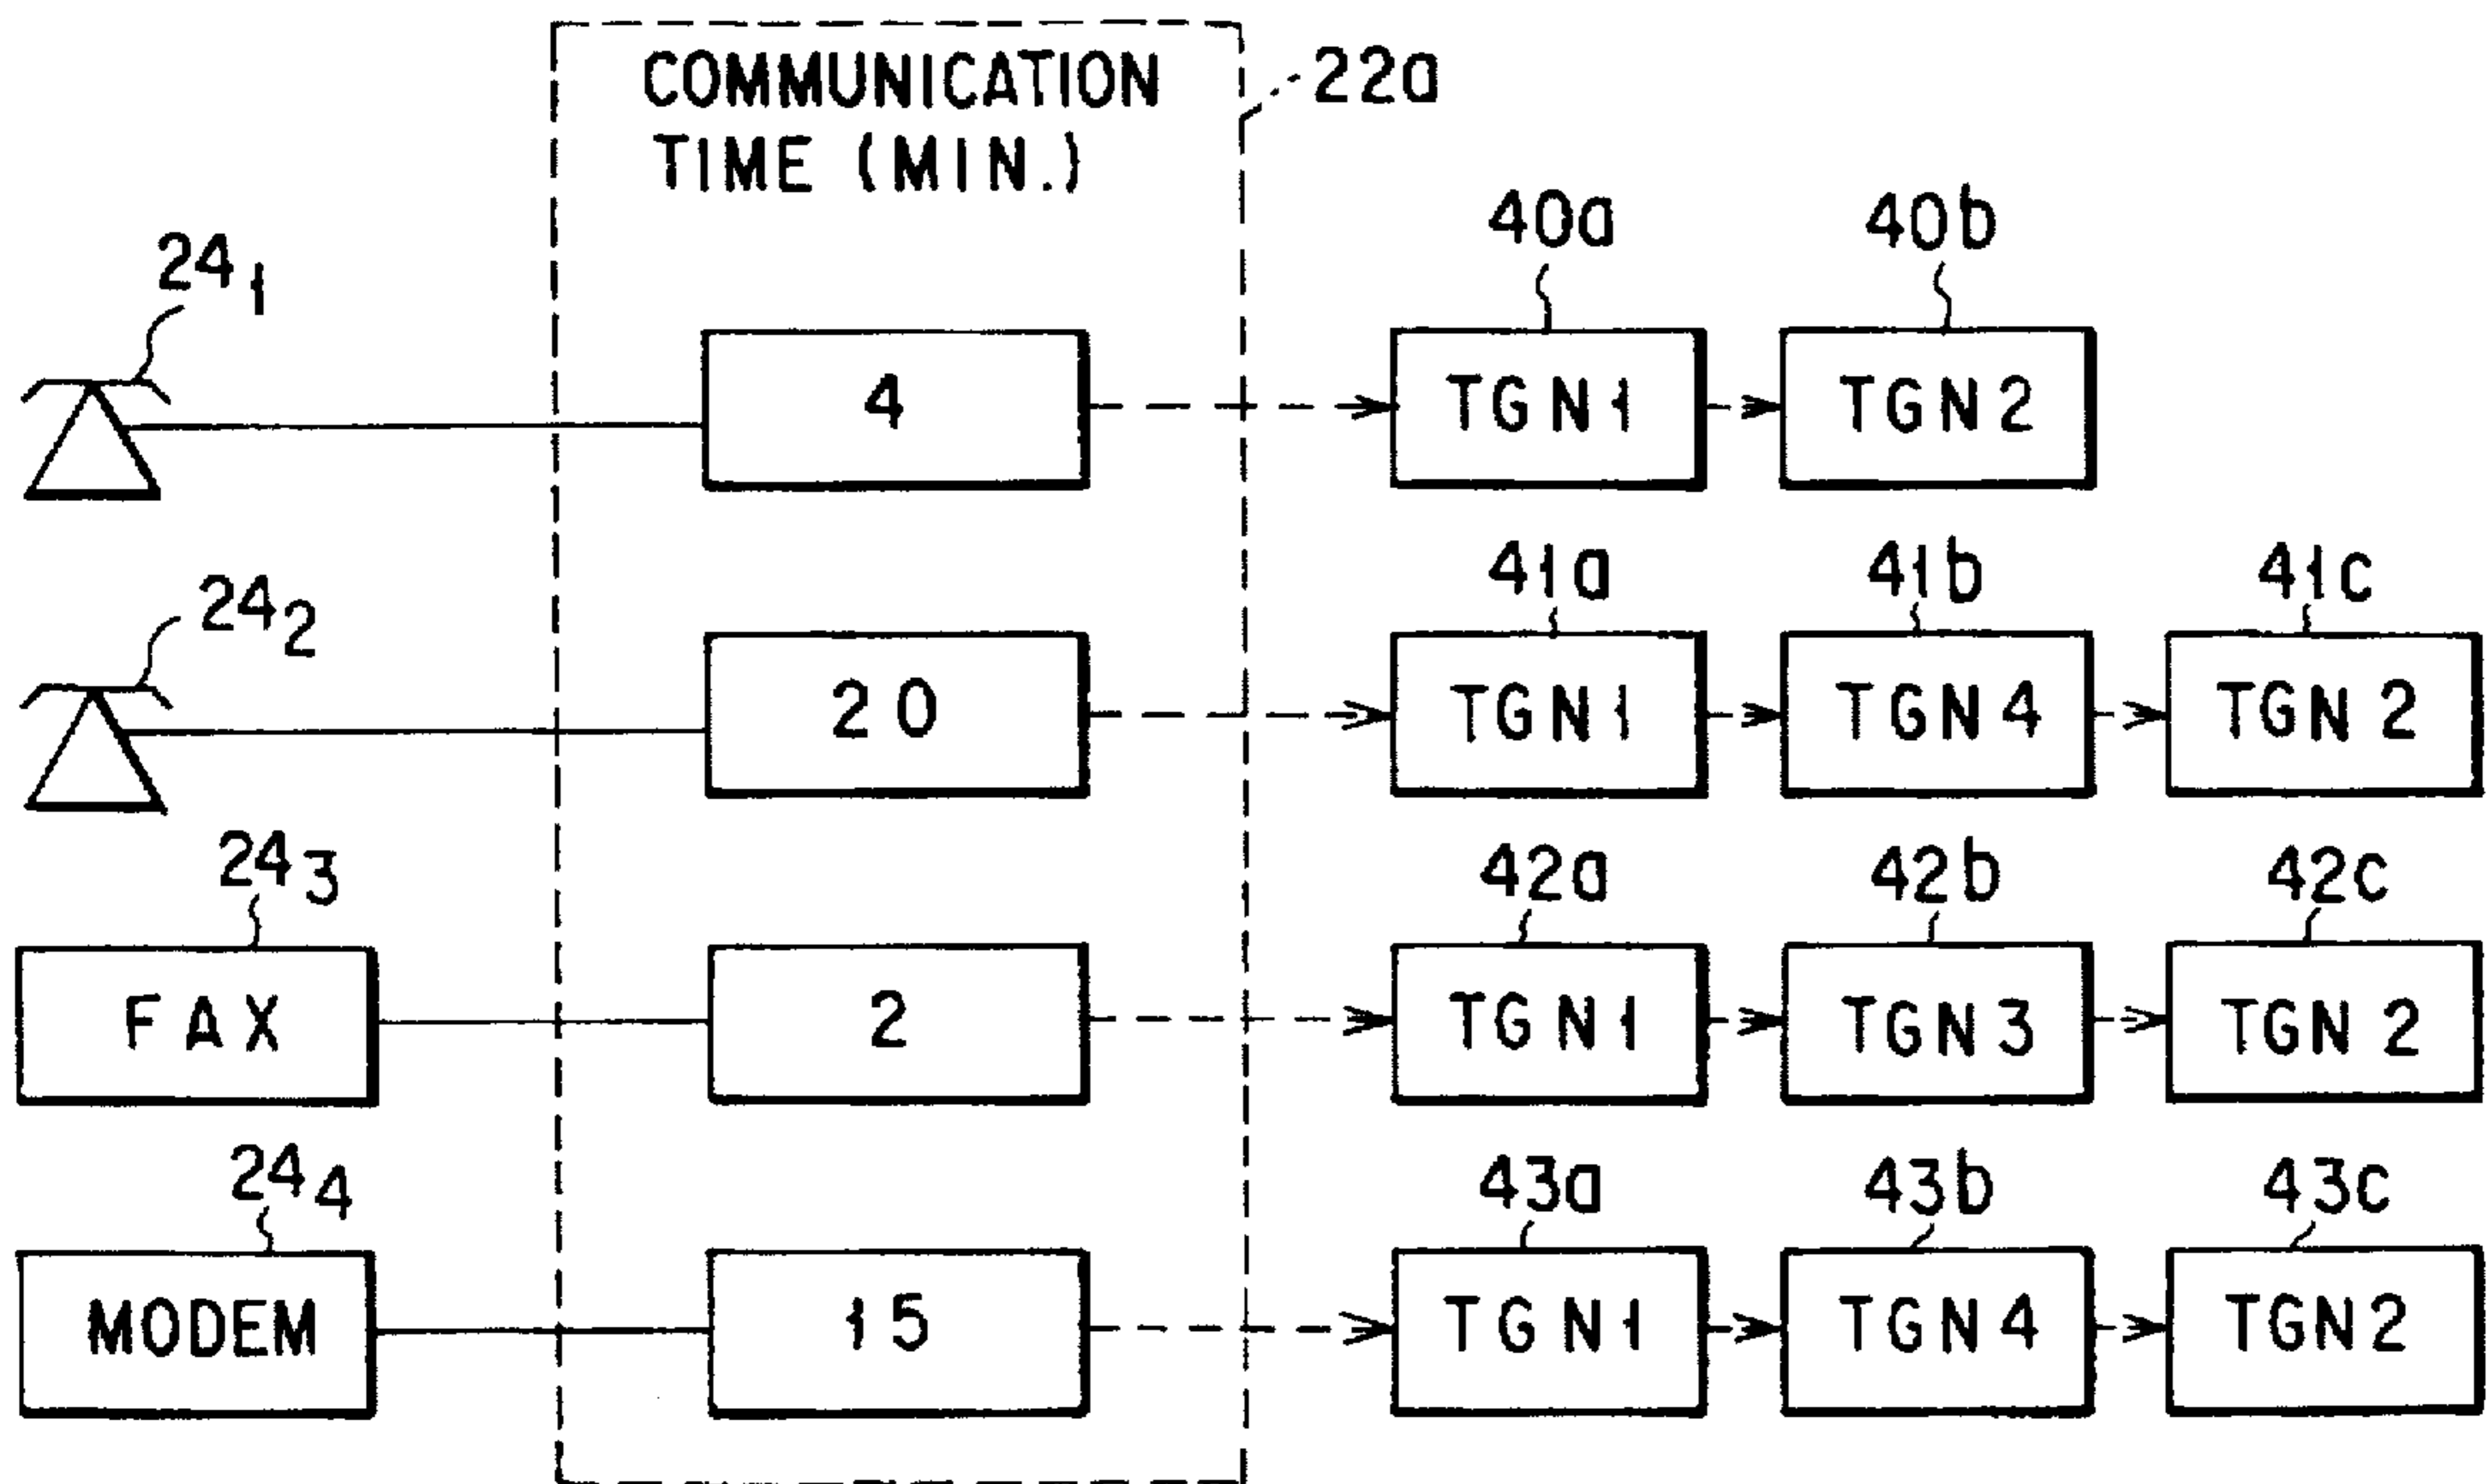 COMMUNICATION
TIME (MIN.)
22a
24₁
4
40a
TGN1
40b
TGN2
24₂
20
41a
TGN1
41b
TGN4
41c
TGN2
24₃
FAX
2
42a
TGN1
42b
TGN3
42c
TGN2
24₄
MODEM
15
43a
TGN1
43b
TGN4
43c
TGN2